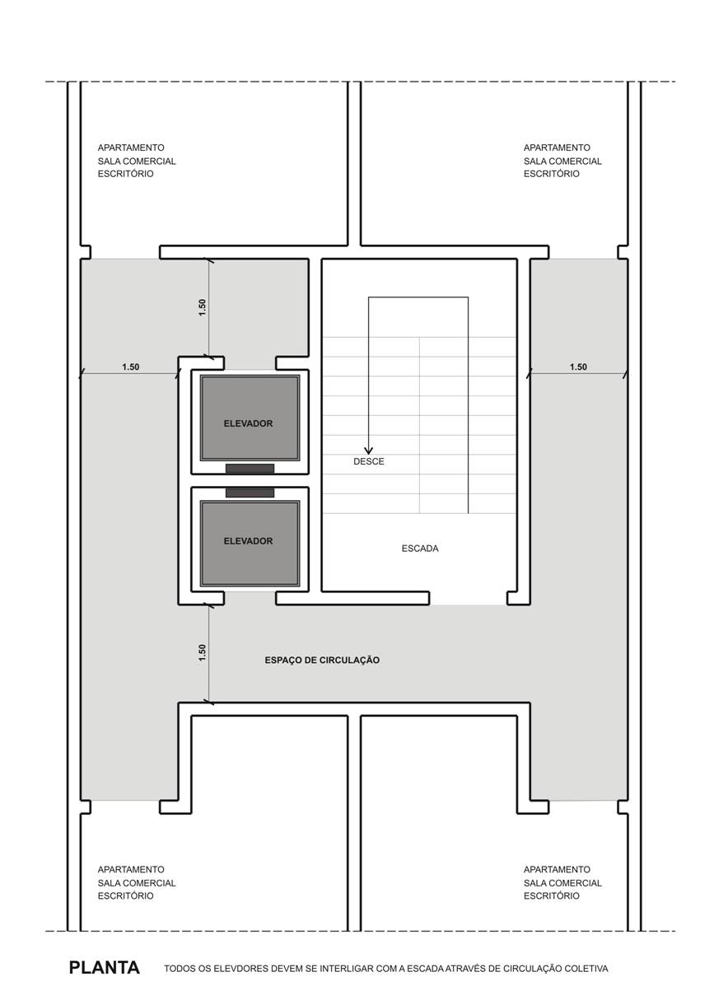 APARTAMENTO
SALA COMERCIAL
ESCRITÓRIO
APARTAMENTO
SALA COMERCIAL
ESCRITÓRIO
1.50
1.50
1.50
ELEVADOR
DESCE
ELEVADOR
ESCADA
1.50
ESPAÇO DE CIRCULAÇÃO
APARTAMENTO
SALA COMERCIAL
ESCRITÓRIO
APARTAMENTO
SALA COMERCIAL
ESCRITÓRIO
PLANTA TODOS OS ELEVDORES DEVEM SE INTERLIGAR COM A ESCADA ATRAVÉS DE CIRCULAÇÃO COLETIVA